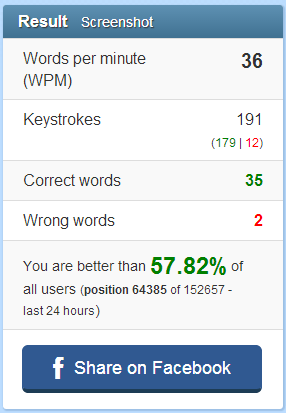 Result Screenshot
Words per minute 36
(WPM)
Keystrokes 191
(179 | 12)
Correct words 35
Wrong words 2
You are better than 57.82% of
all users (position 64385 of 152657 -
last 24 hours)
f Share on Facebook